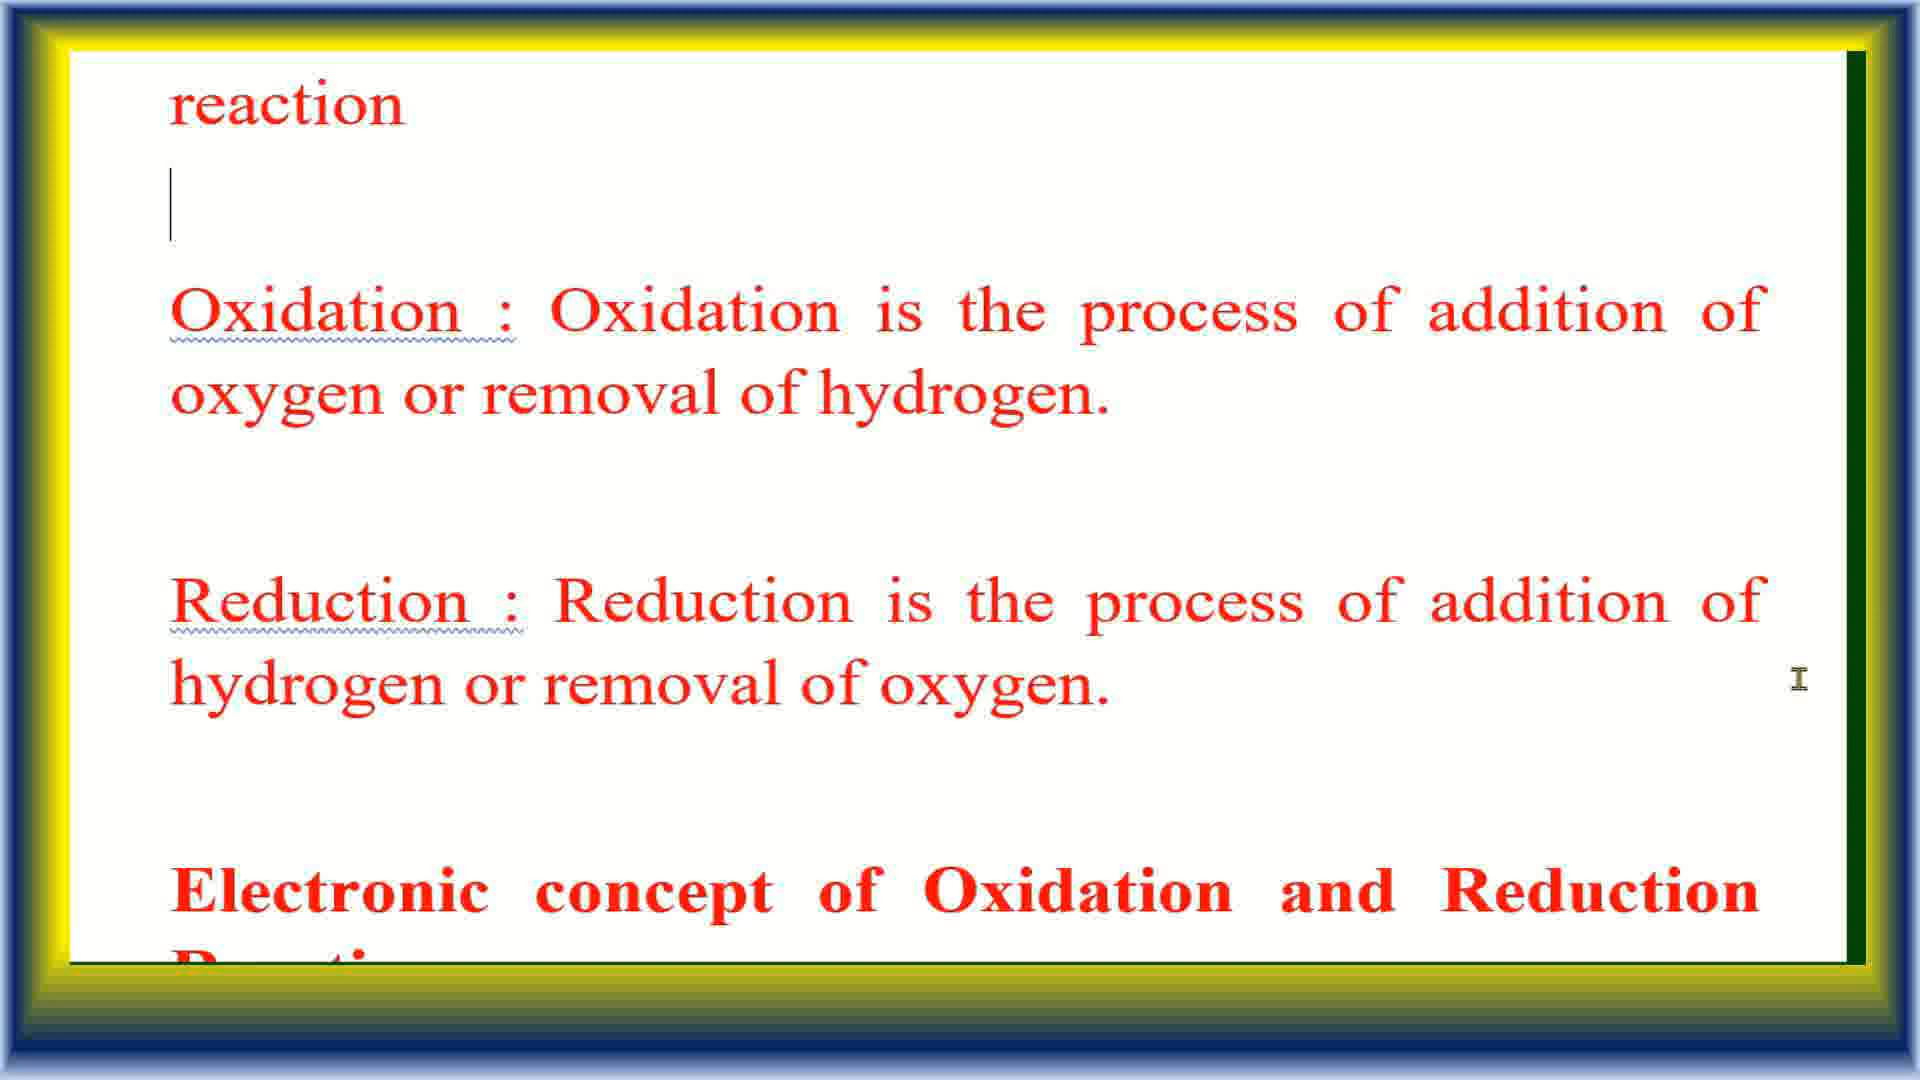 reaction
Oxidation : Oxidation is the process of addition of
oxygen or removal of hydrogen.
Reduction : Reduction is the process of addition of
hydrogen or removal of oxygen.
Electronic concept of Oxidation and Reduction